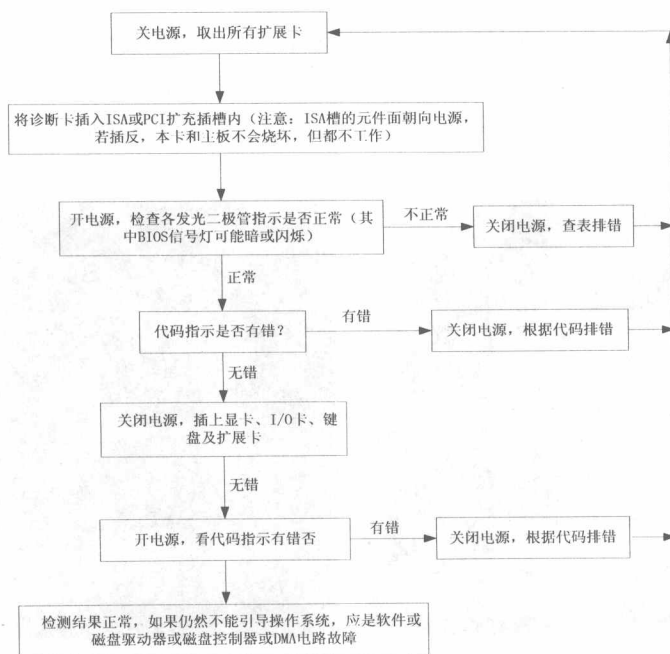 关电源，取出所有扩展卡
将诊断卡插入ISA或PCI扩充插槽内（注意：ISA槽的元件面朝向电源，
若插反，本卡和主板不会烧坏，但都不工作）
开电源，检查各发光二极管指示是否正常（其
中BIOS信号灯可能暗或闪烁）
不正常
关闭电源，查表排错
正常
代码指示是否有错？
有错
关闭电源，根据代码排错
无错
关闭电源，插上显卡、I/O卡、键
盘及扩展卡
无错
开电源，看代码指示有错否
有错
关闭电源，根据代码排错
检测结果正常，如果仍然不能引导操作系统，应是软件或
磁盘驱动器或磁盘控制器或DMA电路故障